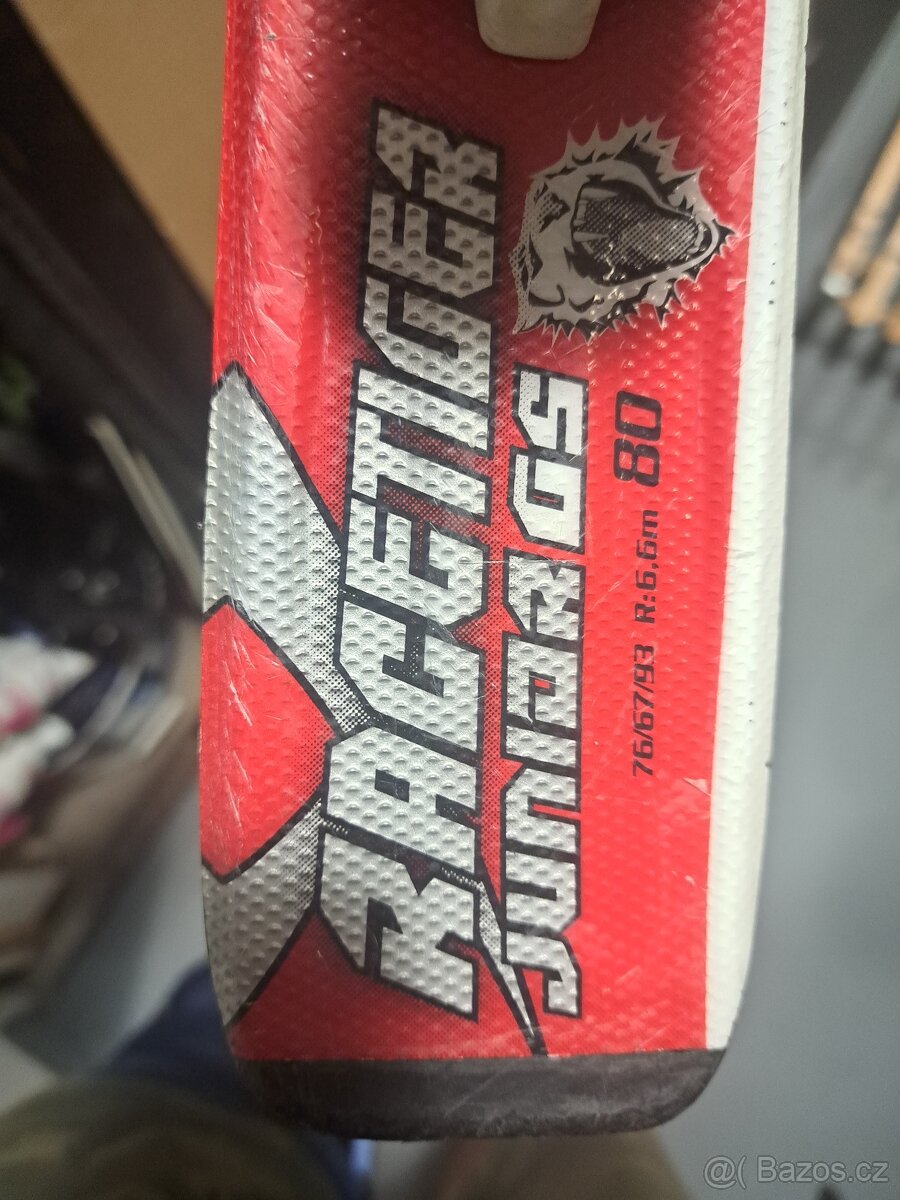 RACETIGER
JUNIOR GS
76/67/93 R:6,6m 80
@( Bazos.cz